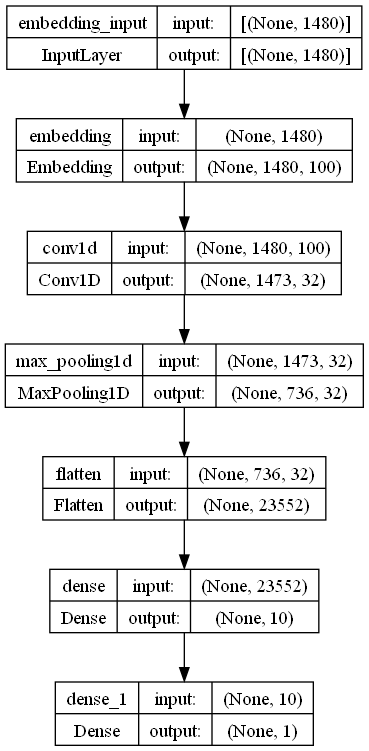 embedding_input input: [(None, 1480)]
InputLayer output: [(None, 1480)]
embedding input: (None, 1480)
Embedding output: (None, 1480, 100)
conv1d input: (None, 1480, 100)
Conv1D output: (None, 1473, 32)
max_pooling1d input: (None, 1473, 32)
MaxPooling1D output: (None, 736, 32)
flatten input: (None, 736, 32)
Flatten output: (None, 23552)
dense input: (None, 23552)
Dense output: (None, 10)
dense_1 input: (None, 10)
Dense output: (None, 1)